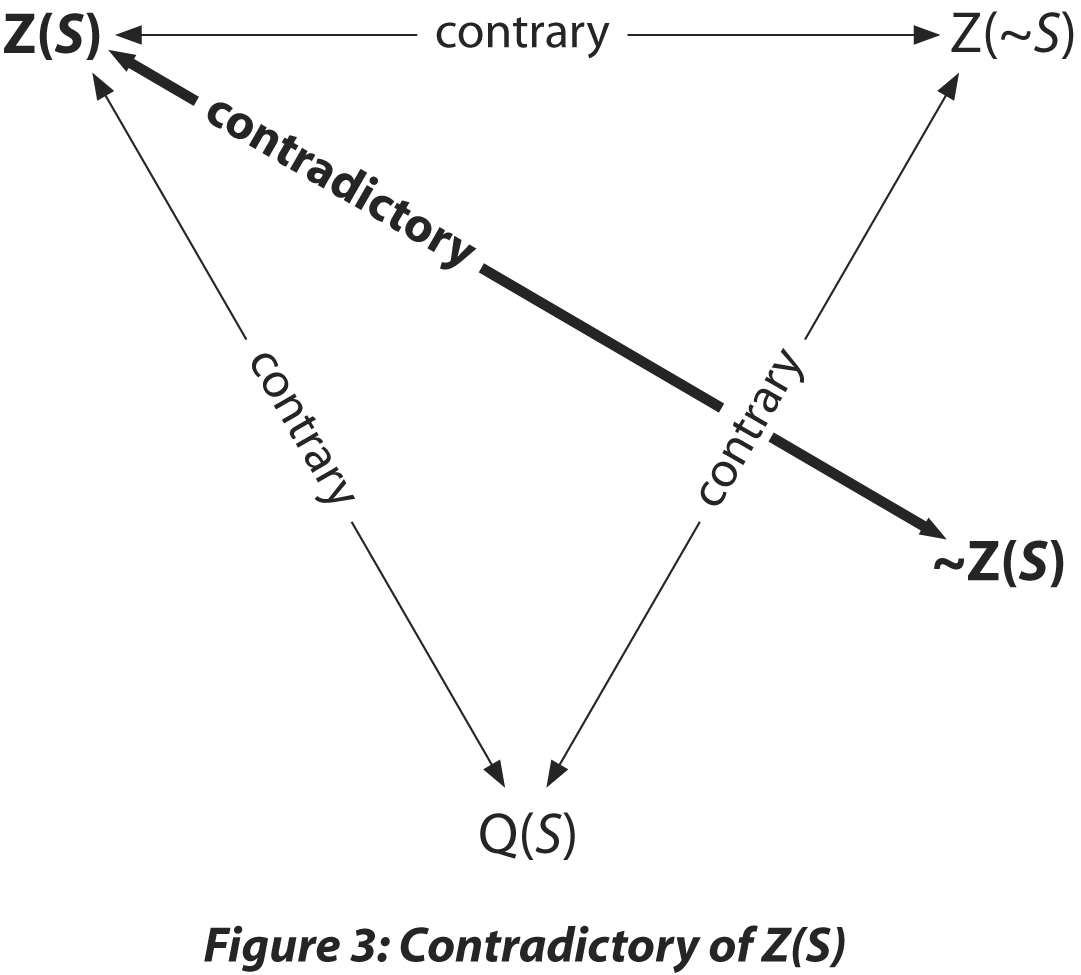 Z(S) contrary Z(~S)
contradictory
contrary
contrary
~Z(S)
Q(S)
Figure 3: Contradictory of Z(S)